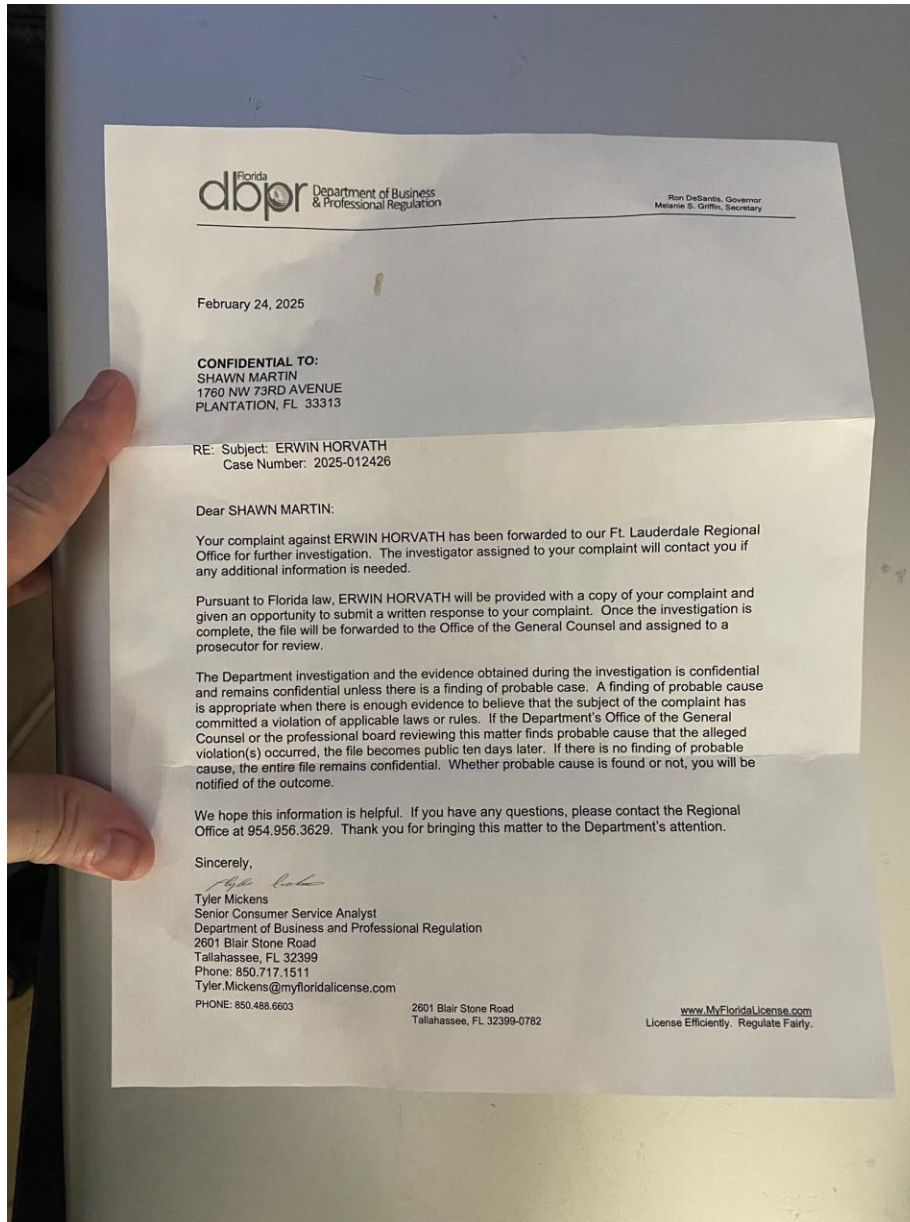 Florida
dbpr
Department of Business
& Professional Regulation
Ron DeSantis, Governor
Melanie S. Griffin, Secretary
February 24, 2025
CONFIDENTIAL TO:
SHAWN MARTIN
1760 NW 73RD AVENUE
PLANTATION, FL 33313
RE: Subject: ERWIN HORVATH
Case Number: 2025-012426
Dear SHAWN MARTIN:
Your complaint against ERWIN HORVATH has been forwarded to our Ft. Lauderdale Regional
Office for further investigation. The investigator assigned to your complaint will contact you if
any additional information is needed.
Pursuant to Florida law, ERWIN HORVATH will be provided with a copy of your complaint and
given an opportunity to submit a written response to your complaint. Once the investigation is
complete, the file will be forwarded to the Office of the General Counsel and assigned to a
prosecutor for review.
The Department investigation and the evidence obtained during the investigation is confidential
and remains confidential unless there is a finding of probable case. A finding of probable cause
is appropriate when there is enough evidence to believe that the subject of the complaint has
committed a violation of applicable laws or rules. If the Department's Office of the General
Counsel or the professional board reviewing this matter finds probable cause that the alleged
violation(s) occurred, the file becomes public ten days later. If there is no finding of probable
cause, the entire file remains confidential. Whether probable cause is found or not, you will be
notified of the outcome.
We hope this information is helpful. If you have any questions, please contact the Regional
Office at 954.956.3629. Thank you for bringing this matter to the Department's attention.
Sincerely,
Tyler Mickens
Senior Consumer Service Analyst
Department of Business and Professional Regulation
2601 Blair Stone Road
Tallahassee, FL 32399
Phone: 850.717.1511
Tyler.Mickens@myfloridalicense.com
PHONE: 850.488.6603
2601 Blair Stone Road
Tallahassee, FL 32399-0782
www.MyFloridaLicense.com
License Efficiently. Regulate Fairly.